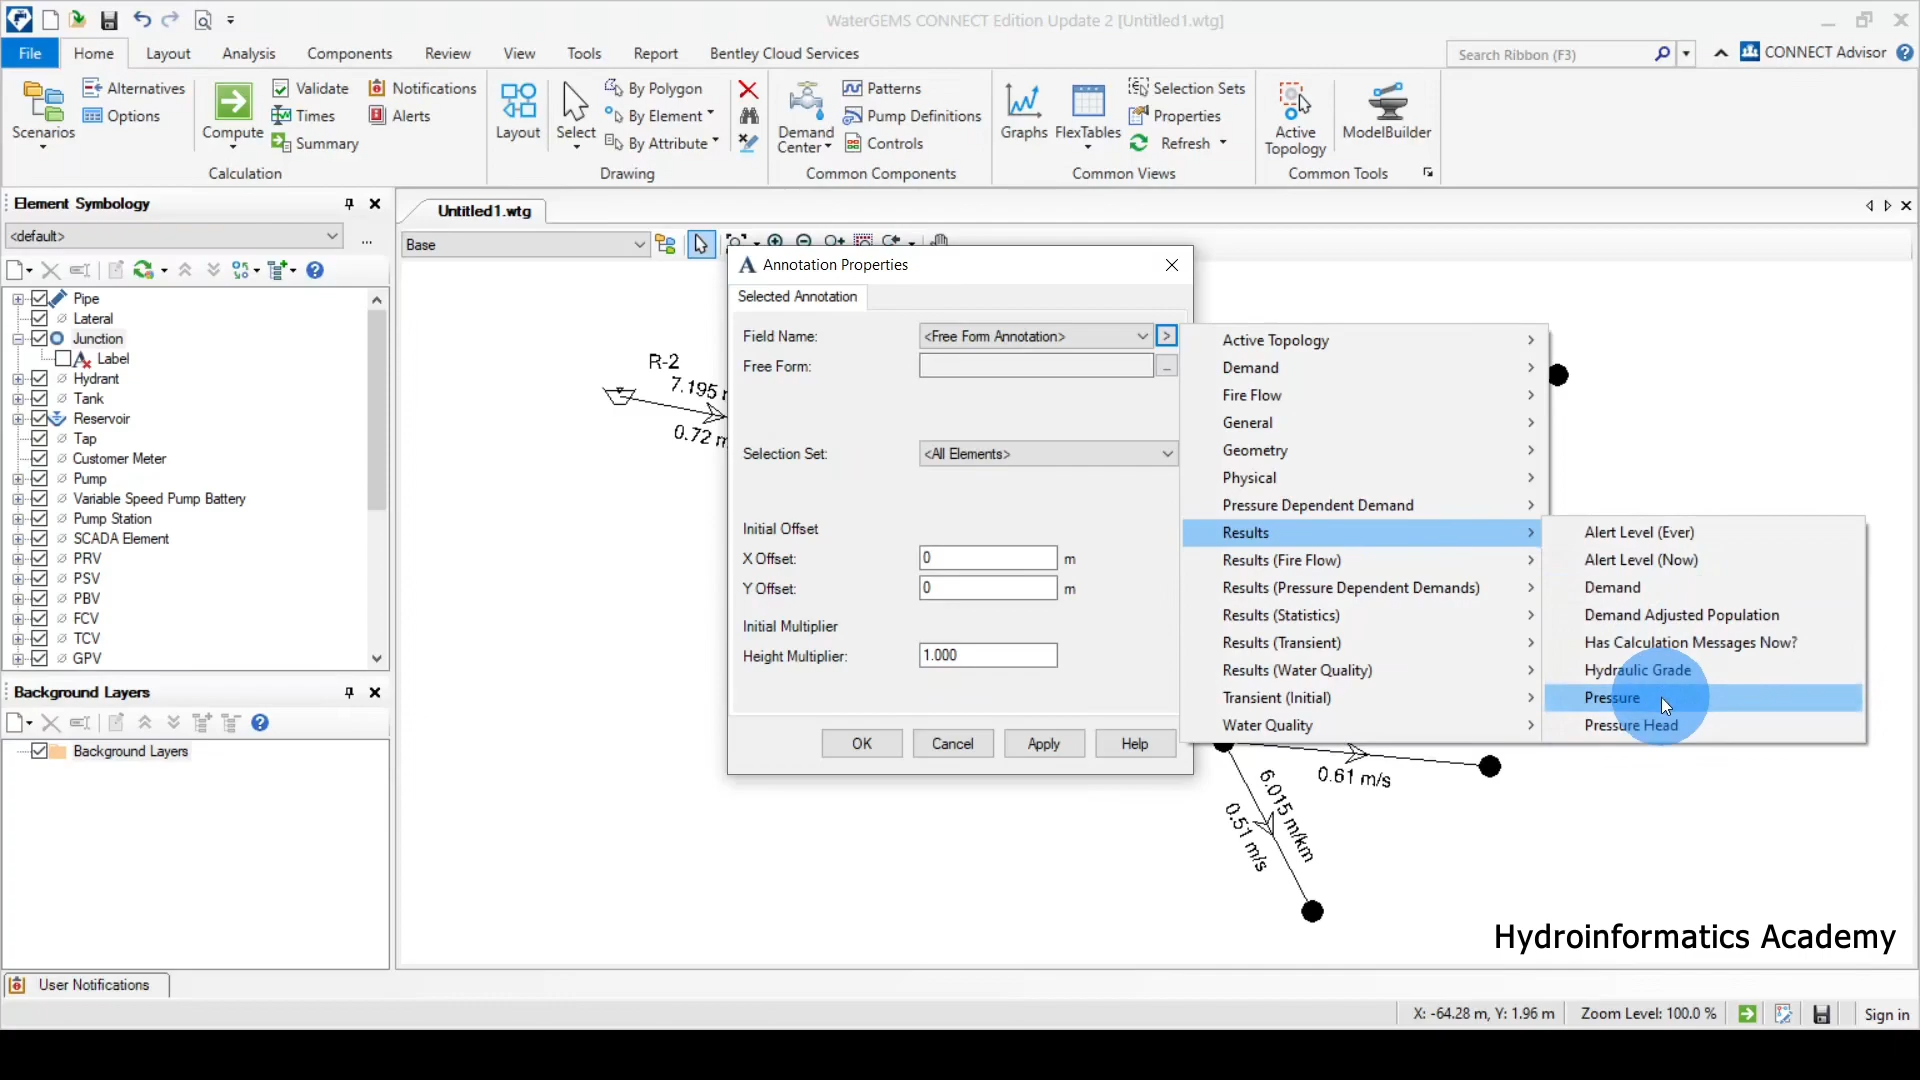 WaterGEMS CONNECT Edition Update 2 [Untitled1.wtg]
File Home Layout Analysis Components Review View Tools Report Bentley Cloud Services
Search Ribbon (F3)
CONNECT Advisor
Scenarios
Alternatives
Options
Compute
Validate
Times
Summary
Notifications
Alerts
Calculation
Layout
Select
By Polygon
By Element
By Attribute
Drawing
Demand Center
Patterns
Pump Definitions
Controls
Common Components
Graphs
FlexTables
Selection Sets
Properties
Refresh
Common Views
Active Topology
ModelBuilder
Common Tools
Element Symbology
<default>
...
Pipe
Lateral
Junction
Label
Hydrant
Tank
Reservoir
Tap
Customer Meter
Pump
Variable Speed Pump Battery
Pump Station
SCADA Element
PRV
PSV
PBV
FCV
TCV
GPV
Background Layers
Background Layers
User Notifications
Untitled1.wtg
Base
R-2
7.195
0.72
Annotation Properties
Selected Annotation
Field Name: <Free Form Annotation> >
Free Form: ...
Selection Set: <All Elements>
Initial Offset
X Offset: 0 m
Y Offset: 0 m
Initial Multiplier
Height Multiplier: 1.000
OK Cancel Apply Help
Active Topology
Demand
Fire Flow
General
Geometry
Physical
Pressure Dependent Demand
Results
Results (Fire Flow)
Results (Pressure Dependent Demands)
Results (Statistics)
Results (Transient)
Results (Water Quality)
Transient (Initial)
Water Quality
Alert Level (Ever)
Alert Level (Now)
Demand
Demand Adjusted Population
Has Calculation Messages Now?
Hydraulic Grade
Pressure
Pressure Head
0.61 m/s
6.015 m/km
0.51 m/s
Hydroinformatics Academy
X: -64.28 m, Y: 1.96 m
Zoom Level: 100.0 %
Sign in